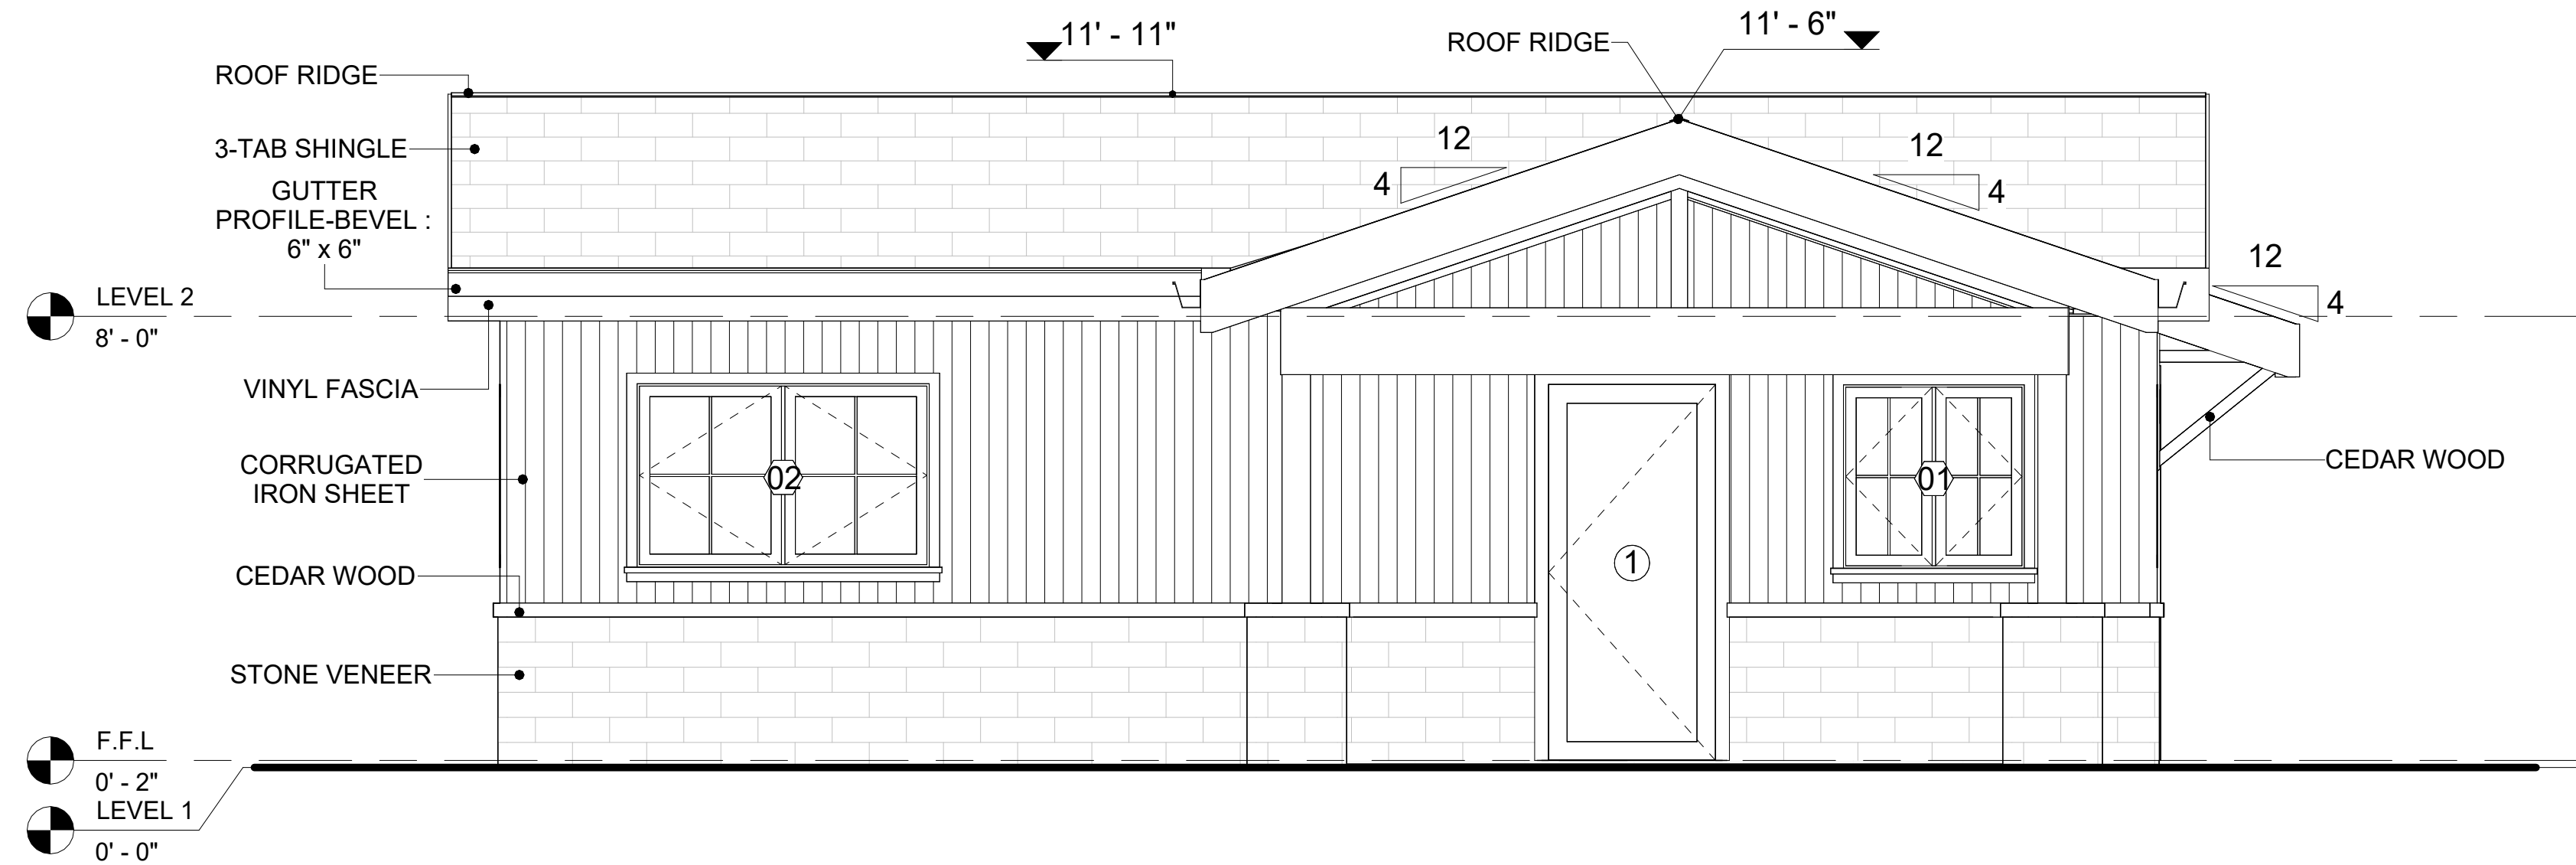 11' - 11"
ROOF RIDGE
11' - 6"
ROOF RIDGE
3-TAB SHINGLE
12
4
12
4
GUTTER
PROFILE-BEVEL :
6" x 6"
12
4
LEVEL 2
8' - 0"
VINYL FASCIA
CORRUGATED
IRON SHEET
02
01
CEDAR WOOD
CEDAR WOOD
1
STONE VENEER
F.F.L
0' - 2"
LEVEL 1
0' - 0"